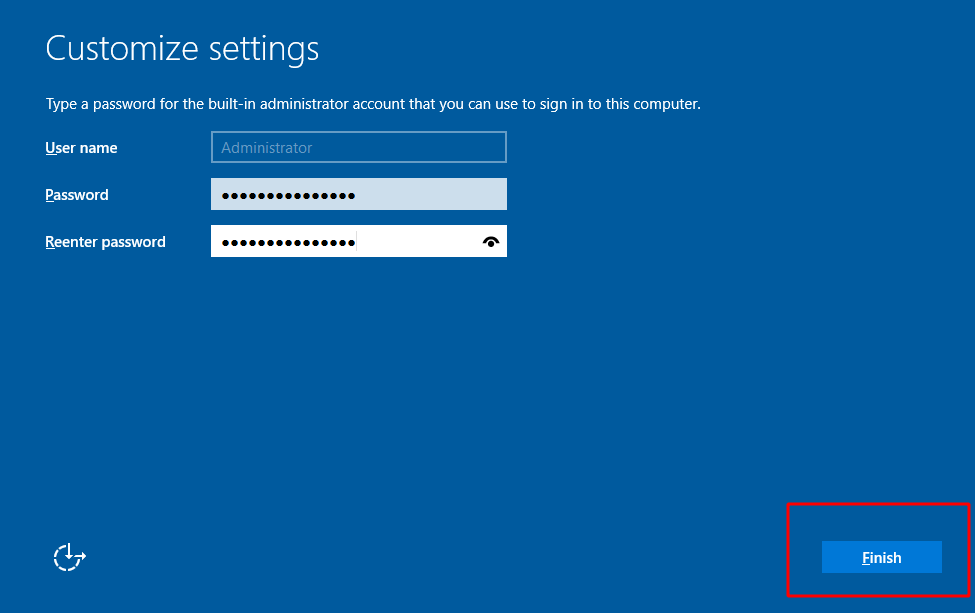 Customize settings
Type a password for the built-in administrator account that you can use to sign in to this computer.
User name
Administrator
Password
●●●●●●●●●●●●●●●
Reenter password
●●●●●●●●●●●●●●●
Finish